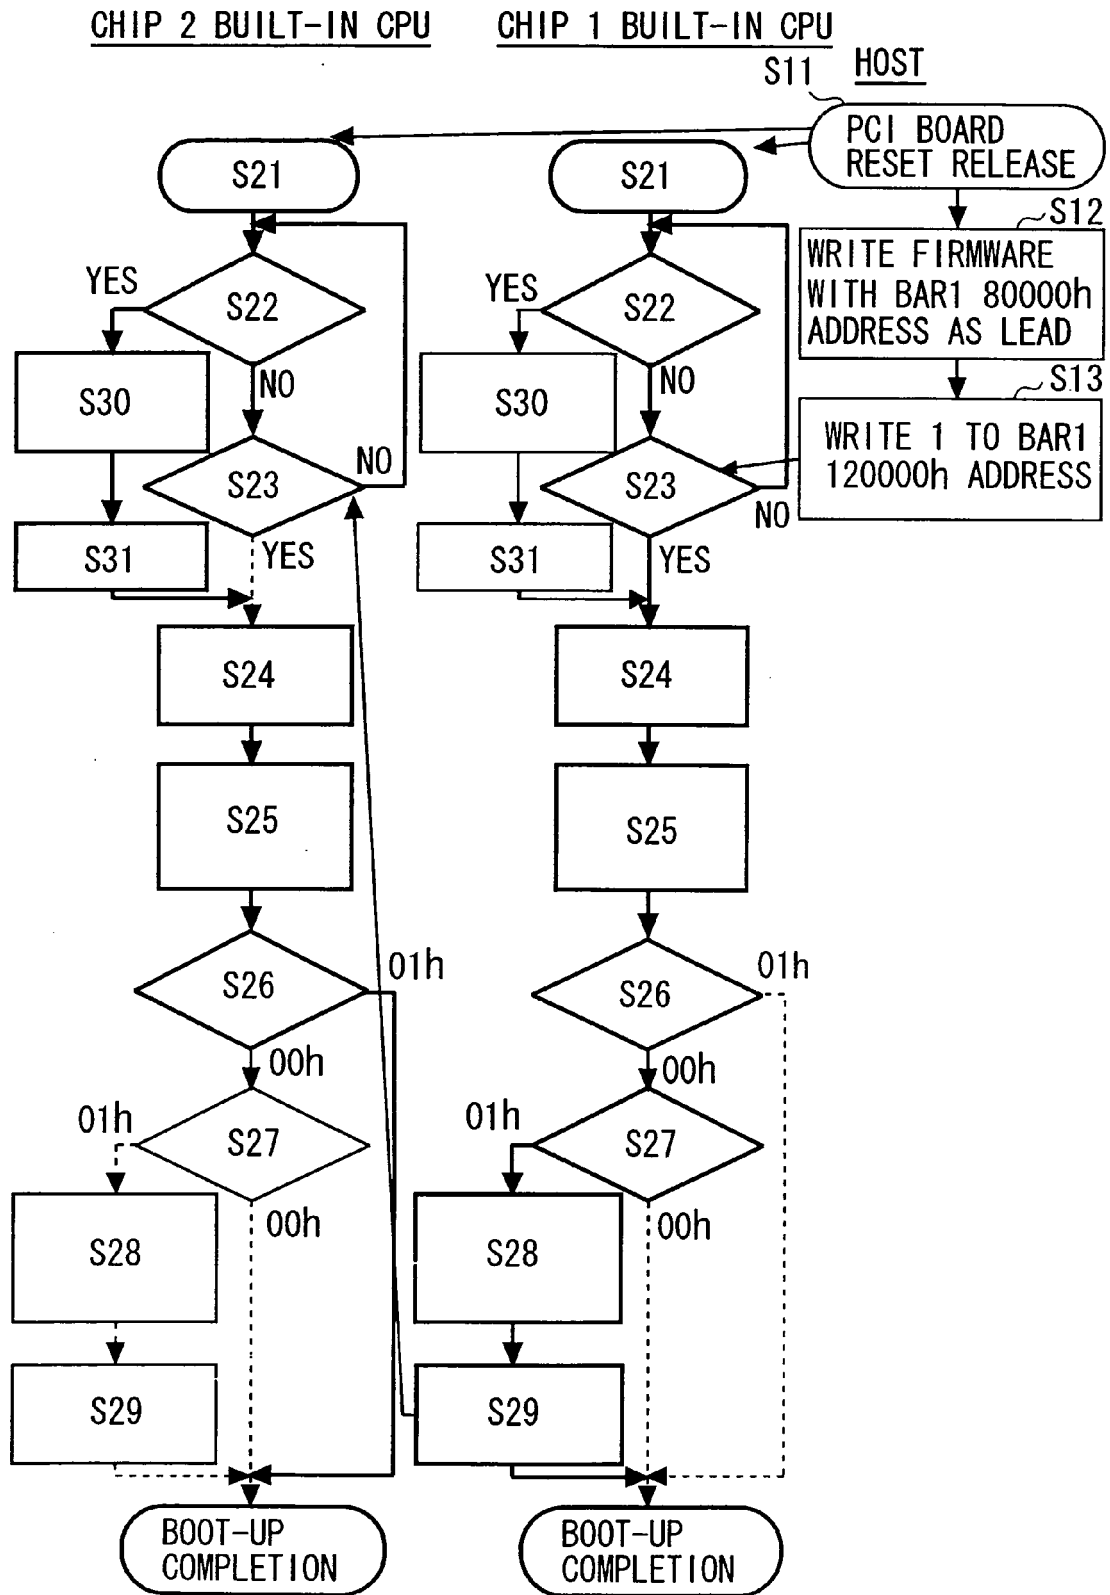 CHIP 2 BUILT-IN CPU
CHIP 1 BUILT-IN CPU
HOST
S11
PCI BOARD
RESET RELEASE
S21
S21
S12
WRITE FIRMWARE
WITH BAR1 80000h
ADDRESS AS LEAD
YES
S22
NO
YES
S22
NO
S30
S30
S13
WRITE 1 TO BAR1
120000h ADDRESS
S23
NO
YES
S23
NO
YES
S31
S31
S24
S24
S25
S25
S26
01h
00h
S26
01h
00h
01h
S27
00h
01h
S27
00h
S28
S28
S29
S29
BOOT-UP
COMPLETION
BOOT-UP
COMPLETION